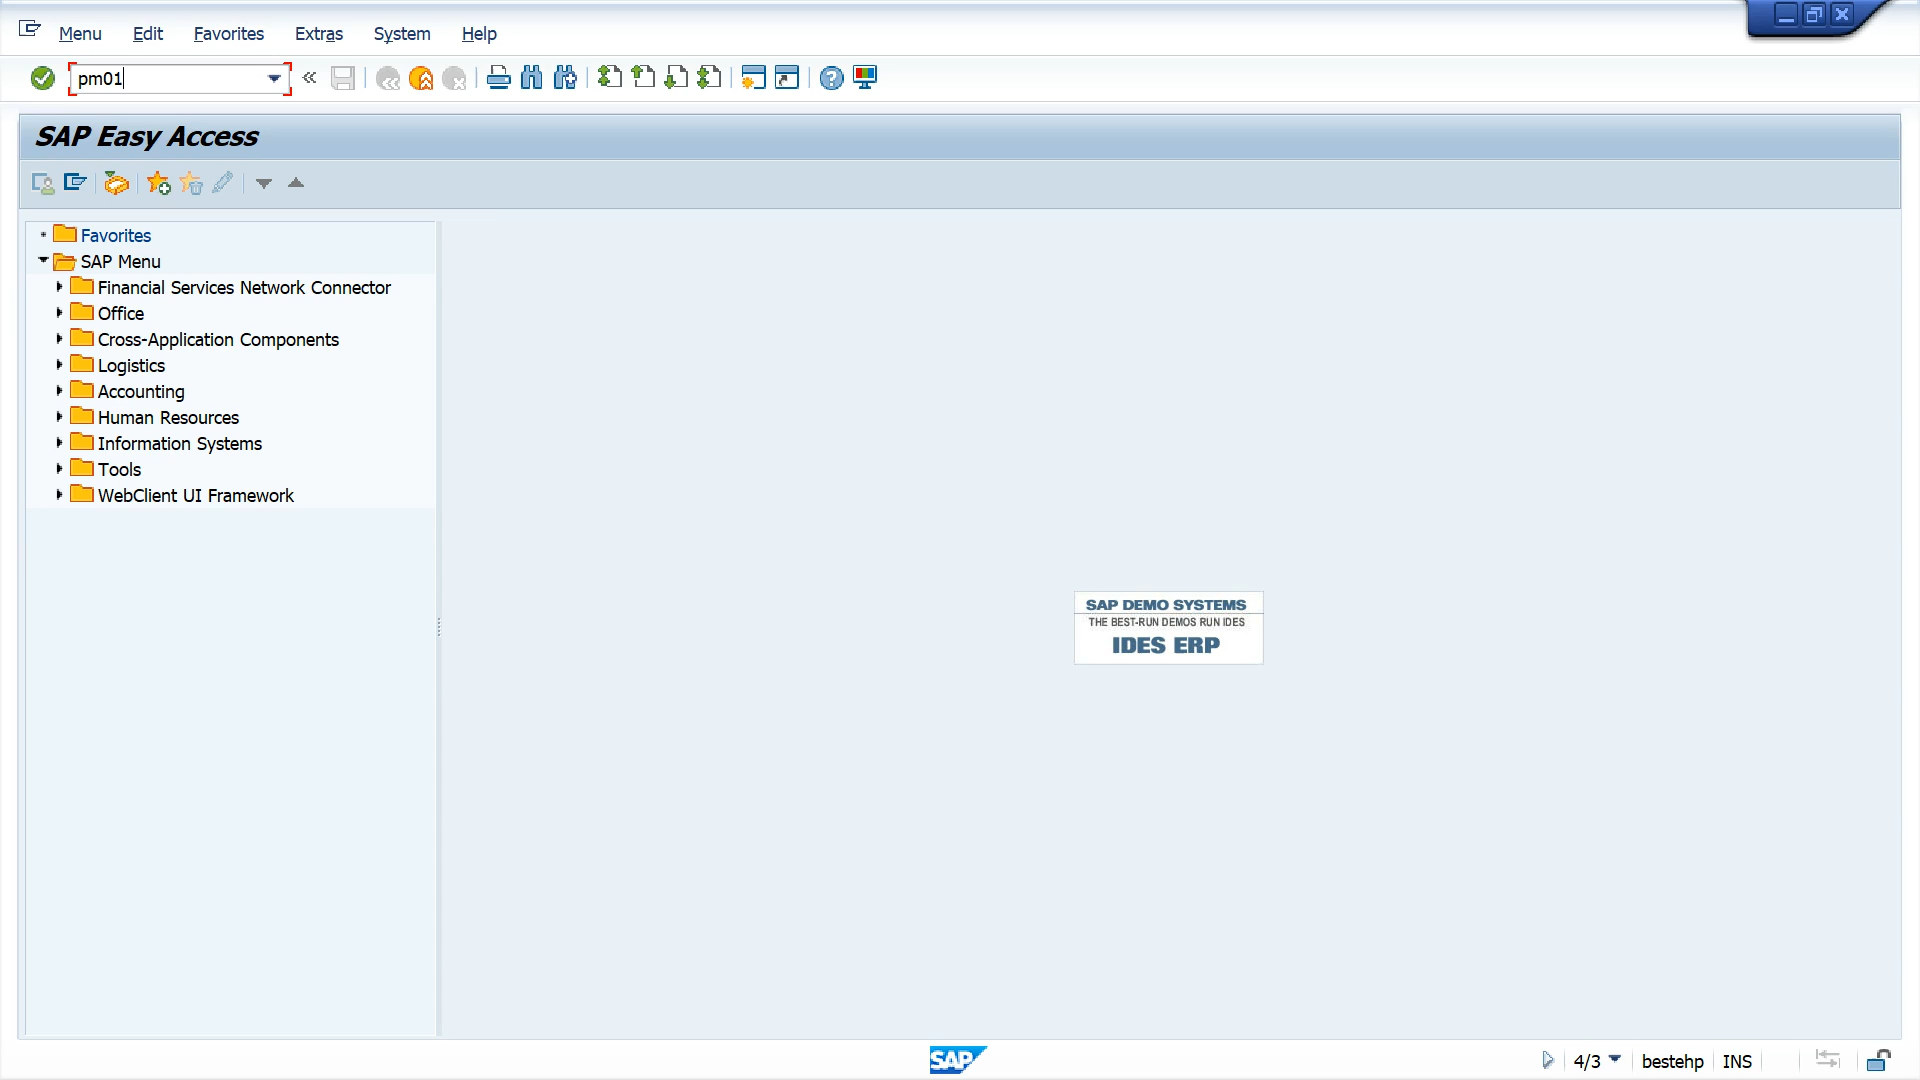 Menu Edit Favorites Extras System Help
pm01
SAP Easy Access
Favorites
SAP Menu
Financial Services Network Connector
Office
Cross-Application Components
Logistics
Accounting
Human Resources
Information Systems
Tools
WebClient UI Framework
SAP DEMO SYSTEMS
THE BEST-RUN DEMOS RUN IDES
IDES ERP
SAP 4/3 bestehp INS